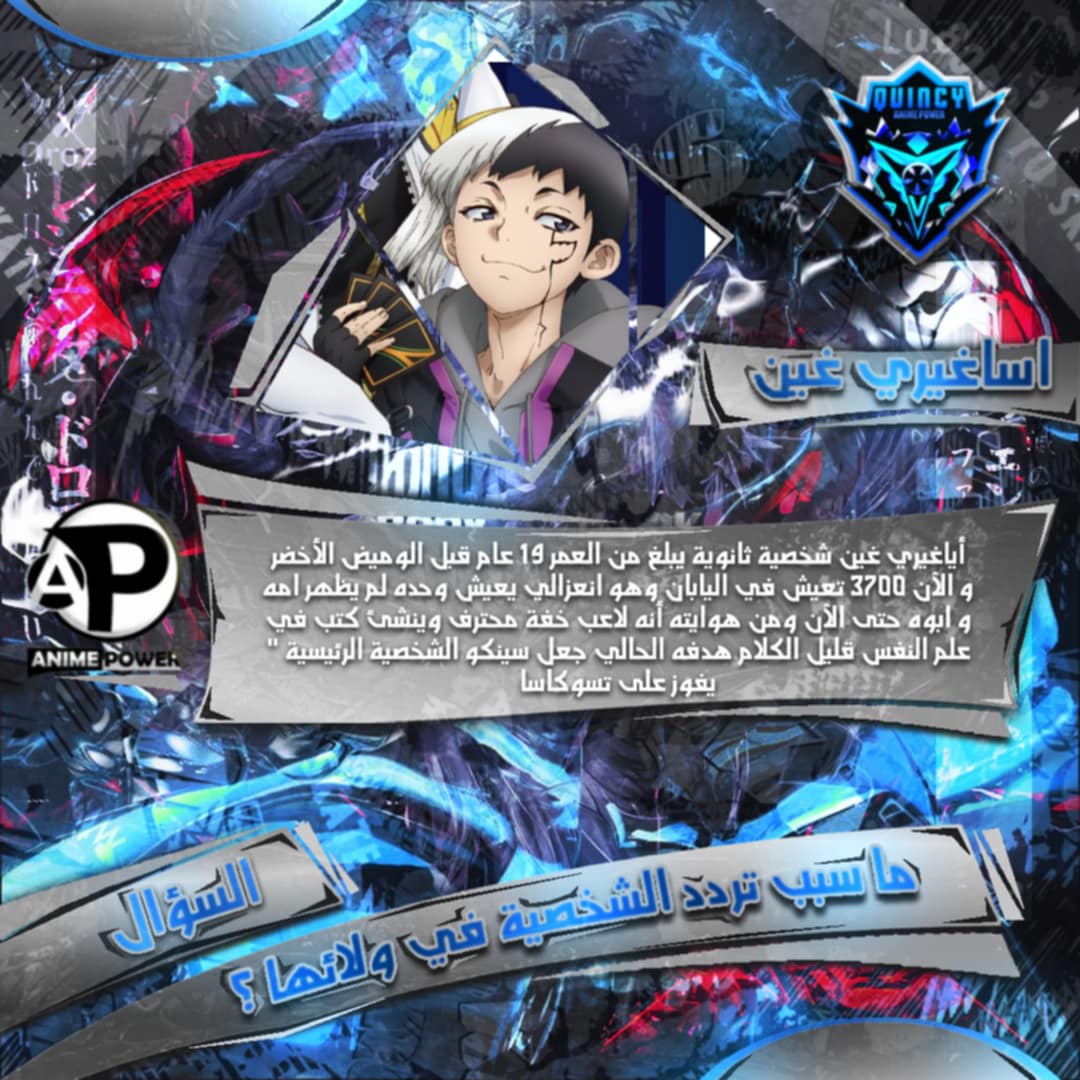 QUINCY
ANIME POWER
اساغيري غين
أياغيري غين شخصية ثانوية يبلغ من العمر 19 عام قبل الوميض الأخضر
و الآن 3700 تعيش في اليابان وهو انعزالي يعيش وحده لم يظهر امه
و ابوه حتى الآن ومن هوايته أنه لاعب خفة محترف وينشئ كتب في
علم النفس قليل الكلام هدفه الحالي جعل سينكو الشخصية الرئيسية "
يفوز على تسوكاسا
AP
ANIME POWER
السؤال
ما سبب تردد الشخصية في ولائها ؟